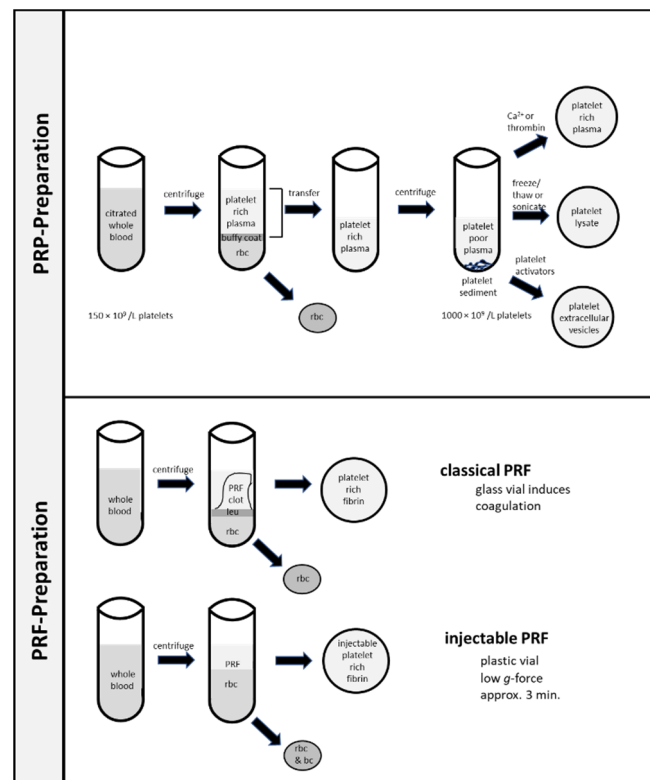 PRP-Preparation
citrated
whole
blood
centrifuge
platelet
rich
plasma
buffy coat
rbc
transfer
platelet
rich
plasma
centrifuge
platelet
poor
plasma
platelet
sediment
Ca²⁺ or
thrombin
platelet
rich
plasma
freeze/
thaw or
sonicate
platelet
lysate
platelet
activators
platelet
extracellular
vesicles
rbc
150 × 10⁹ /L platelets
1000 × 10⁹ /L platelets
PRF-Preparation
whole
blood
centrifuge
PRF
clot
leu
rbc
platelet
rich
fibrin
rbc
classical PRF
glass vial induces
coagulation
whole
blood
centrifuge
PRF
rbc
injectable
platelet
rich
fibrin
rbc
& bc
injectable PRF
plastic vial
low g-force
approx. 3 min.